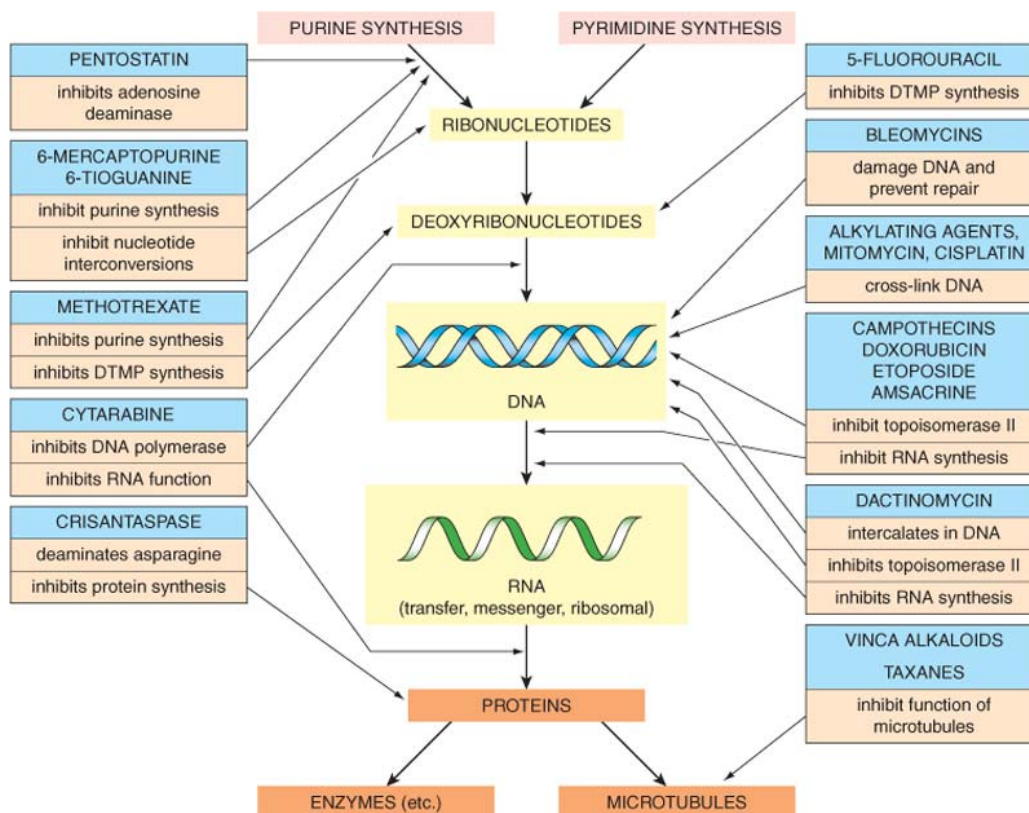 PURINE SYNTHESIS
PYRIMIDINE SYNTHESIS
PENTOSTATIN
inhibits adenosine
deaminase
6-MERCAPTOPURINE
6-TIOGUANINE
inhibit purine synthesis
inhibit nucleotide
interconversions
METHOTREXATE
inhibits purine synthesis
inhibits DTMP synthesis
CYTARABINE
inhibits DNA polymerase
inhibits RNA function
CRISANTASPASE
deaminates asparagine
inhibits protein synthesis
RIBONUCLEOTIDES
DEOXYRIBONUCLEOTIDES
DNA
RNA
(transfer, messenger, ribosomal)
PROTEINS
ENZYMES (etc.)
MICROTUBULES
5-FLUOROURACIL
inhibits DTMP synthesis
BLEOMYCINS
damage DNA and
prevent repair
ALKYLATING AGENTS,
MITOMYCIN, CISPLATIN
cross-link DNA
CAMPOTHECINS
DOXORUBICIN
ETOPOSIDE
AMSACRINE
inhibit topoisomerase II
inhibit RNA synthesis
DACTINOMYCIN
intercalates in DNA
inhibits topoisomerase II
inhibits RNA synthesis
VINCA ALKALOIDS
TAXANES
inhibit function of
microtubules